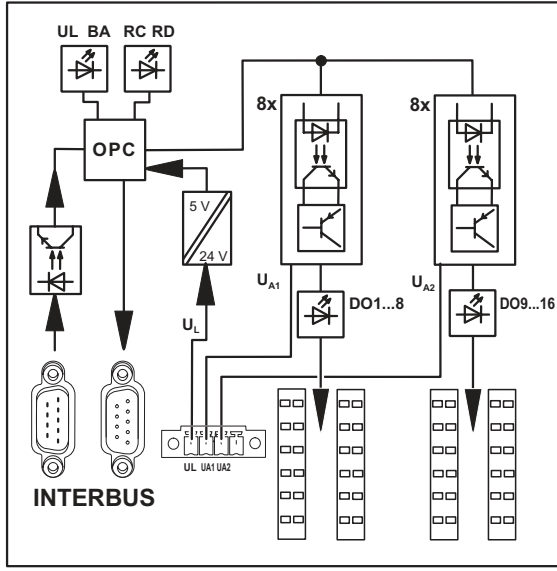 UL BA RC RD
8x 8x
OPC
5 V
24 V
UA1 UA2
DO1...8 DO9...16
UL
UL UA1 UA2
INTERBUS